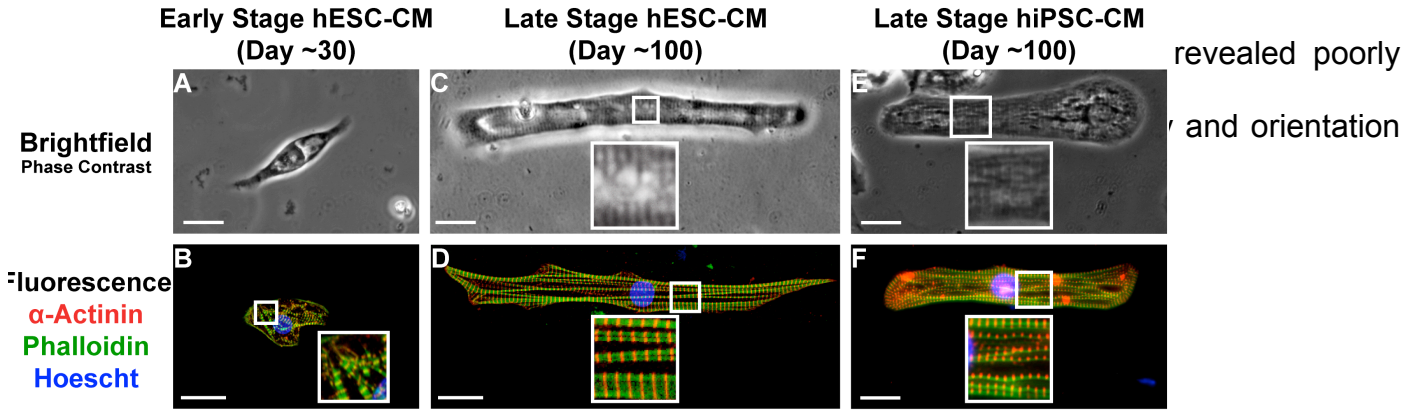 Early Stage hESC-CM
(Day ~30)
Late Stage hESC-CM
(Day ~100)
Late Stage hiPSC-CM
(Day ~100)
revealed poorly
and orientation
Brightfield
Phase Contrast
A
C
E
Fluorescence
α-Actinin
Phalloidin
Hoescht
B
D
F